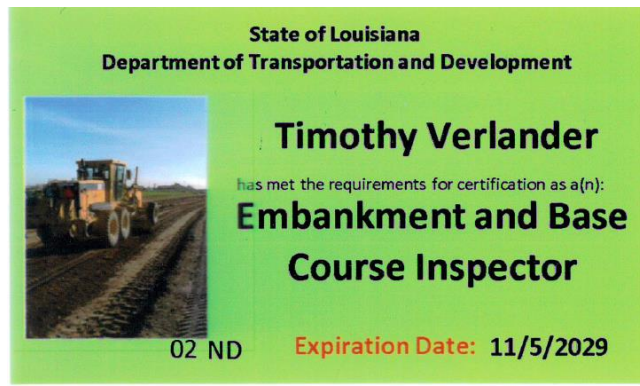 State of Louisiana
Department of Transportation and Development
Timothy Verlander
has met the requirements for certification as a(n):
Embankment and Base
Course Inspector
02 ND Expiration Date: 11/5/2029